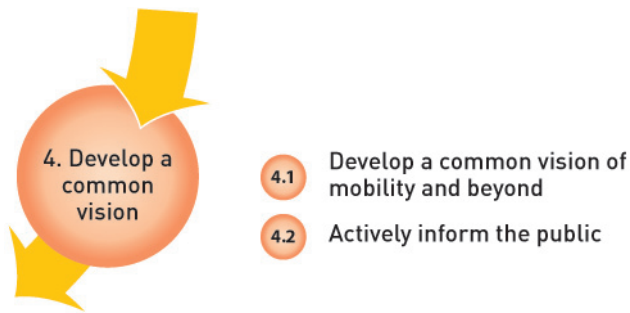 4. Develop a
common
vision
4.1 Develop a common vision of
mobility and beyond
4.2 Actively inform the public